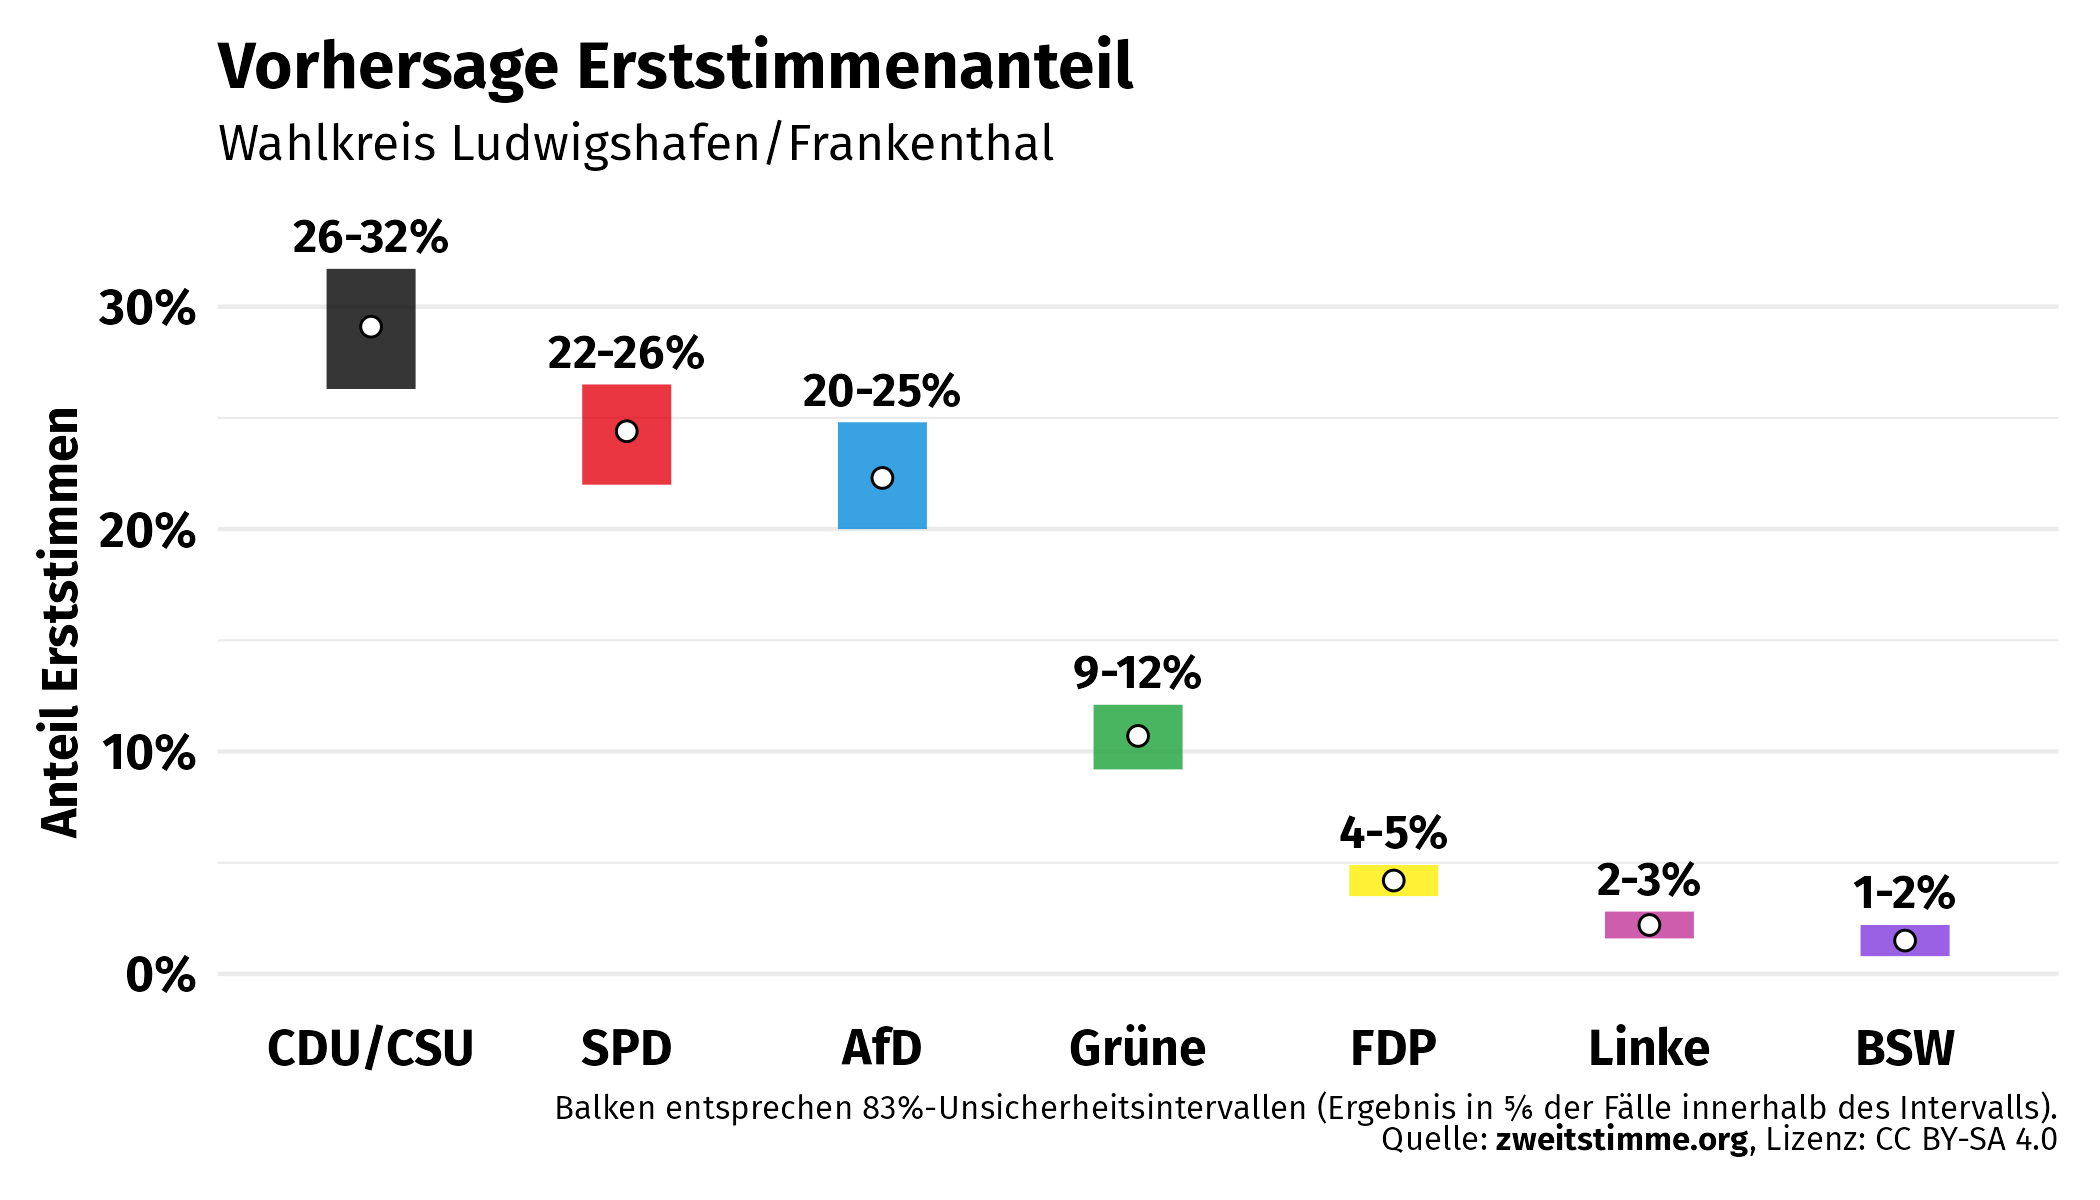 Vorhersage Erststimmenanteil
Wahlkreis Ludwigshafen/Frankenthal
Anteil Erststimmen
30%
20%
10%
0%
26-32%
22-26%
20-25%
9-12%
4-5%
2-3%
1-2%
CDU/CSU SPD AfD Grüne FDP Linke BSW
Balken entsprechen 83%-Unsicherheitsintervallen (Ergebnis in ⅚ der Fälle innerhalb des Intervalls).
Quelle: zweitstimme.org, Lizenz: CC BY-SA 4.0